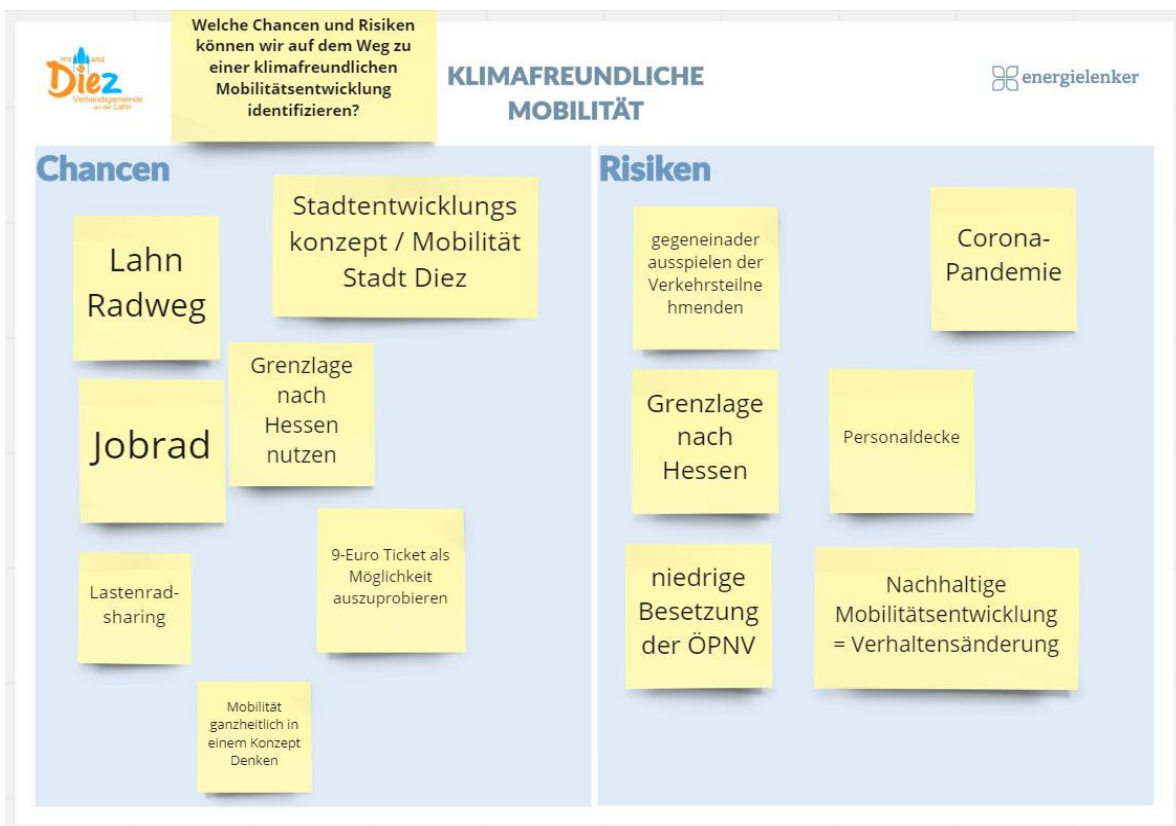 Diez
Verbandsgemeinde
an der Lahn
Welche Chancen und Risiken
können wir auf dem Weg zu
einer klimafreundlichen
Mobilitätsentwicklung
identifizieren?
KLIMAFREUNDLICHE
MOBILITÄT
energielenker
Chancen
Lahn
Radweg
Stadtentwicklungs
konzept / Mobilität
Stadt Diez
Jobrad
Grenzlage
nach
Hessen
nutzen
Lastenrad-
sharing
9-Euro Ticket als
Möglichkeit
auszuprobieren
Mobilität
ganzheitlich in
einem Konzept
Denken
Risiken
gegeneinader
ausspielen der
Verkehrsteilne
hmenden
Corona-
Pandemie
Grenzlage
nach
Hessen
Personaldecke
niedrige
Besetzung
der ÖPNV
Nachhaltige
Mobilitätsentwicklung
= Verhaltensänderung